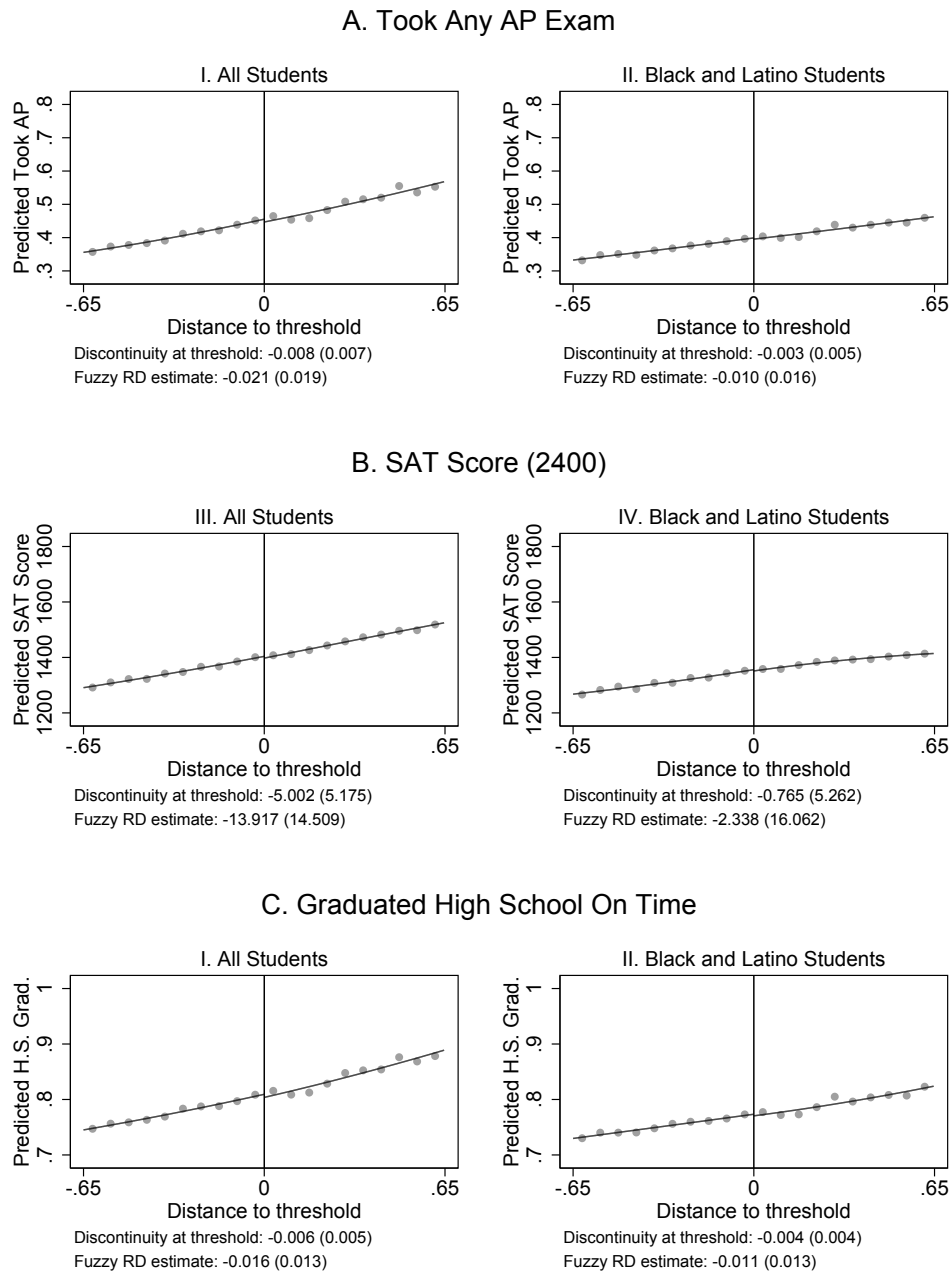 A. Took Any AP Exam
I. All Students
Predicted Took AP
.3 .4 .5 .6 .7 .8
-.65 0 .65
Distance to threshold
Discontinuity at threshold: -0.008 (0.007)
Fuzzy RD estimate: -0.021 (0.019)
II. Black and Latino Students
Predicted Took AP
.3 .4 .5 .6 .7 .8
-.65 0 .65
Distance to threshold
Discontinuity at threshold: -0.003 (0.005)
Fuzzy RD estimate: -0.010 (0.016)
B. SAT Score (2400)
III. All Students
Predicted SAT Score
1200 1400 1600 1800
-.65 0 .65
Distance to threshold
Discontinuity at threshold: -5.002 (5.175)
Fuzzy RD estimate: -13.917 (14.509)
IV. Black and Latino Students
Predicted SAT Score
1200 1400 1600 1800
-.65 0 .65
Distance to threshold
Discontinuity at threshold: -0.765 (5.262)
Fuzzy RD estimate: -2.338 (16.062)
C. Graduated High School On Time
I. All Students
Predicted H.S. Grad.
.7 .8 .9 1
-.65 0 .65
Distance to threshold
Discontinuity at threshold: -0.006 (0.005)
Fuzzy RD estimate: -0.016 (0.013)
II. Black and Latino Students
Predicted H.S. Grad.
.7 .8 .9 1
-.65 0 .65
Distance to threshold
Discontinuity at threshold: -0.004 (0.004)
Fuzzy RD estimate: -0.011 (0.013)